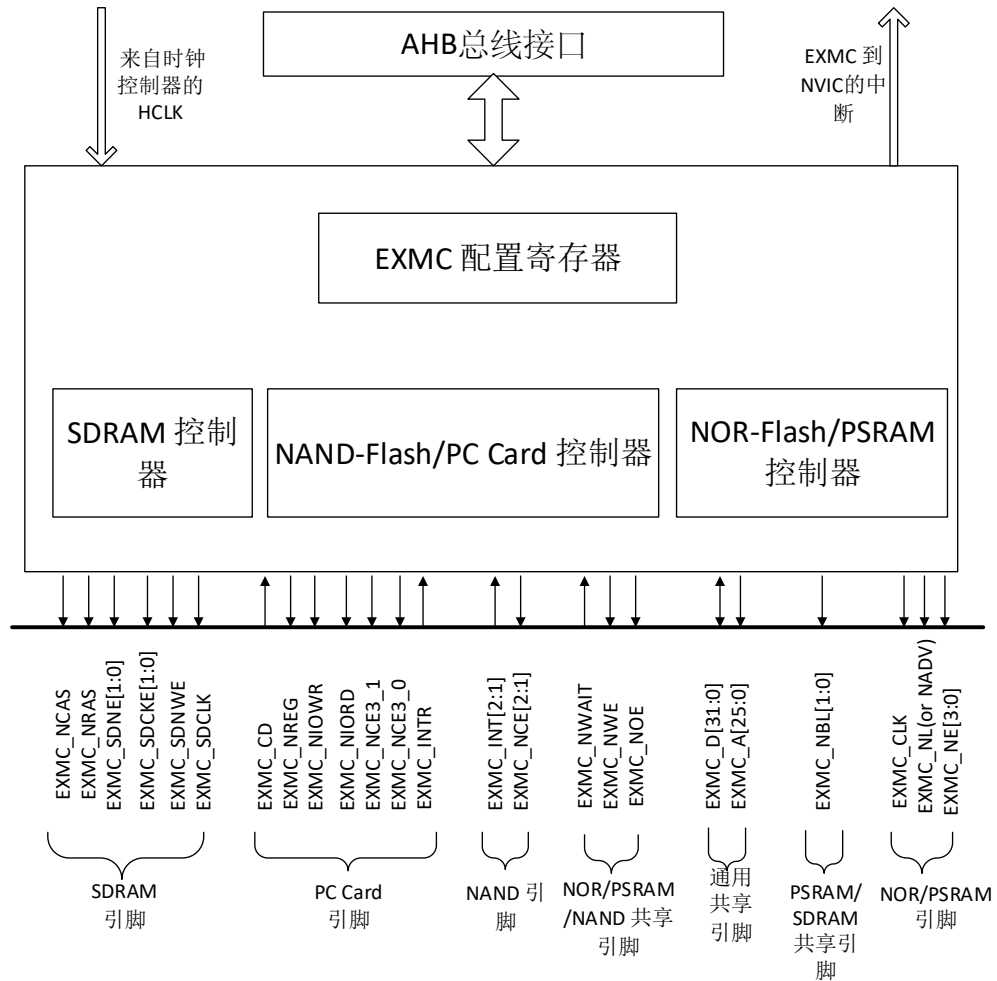 来自时钟
控制器的
HCLK
AHB总线接口
EXMC 到
NVIC的中
断
EXMC 配置寄存器
SDRAM 控制
器
NAND-Flash/PC Card 控制器
NOR-Flash/PSRAM
控制器
EXMC_NCAS
EXMC_NRAS
EXMC_SDNE[1:0]
EXMC_SDCKE[1:0]
EXMC_SDNWE
EXMC_SDCLK
EXMC_CD
EXMC_NREG
EXMC_NIOWR
EXMC_NIORD
EXMC_NCE3_1
EXMC_NCE3_0
EXMC_INTR
EXMC_INT[2:1]
EXMC_NCE[2:1]
EXMC_NWAIT
EXMC_NWE
EXMC_NOE
EXMC_D[31:0]
EXMC_A[25:0]
EXMC_NBL[1:0]
EXMC_CLK
EXMC_NL(or NADV)
EXMC_NE[3:0]
SDRAM
引脚
PC Card
引脚
NAND 引
脚
NOR/PSRAM
/NAND 共享
引脚
通用
共享
引脚
PSRAM/
SDRAM
共享引
脚
NOR/PSRAM
引脚